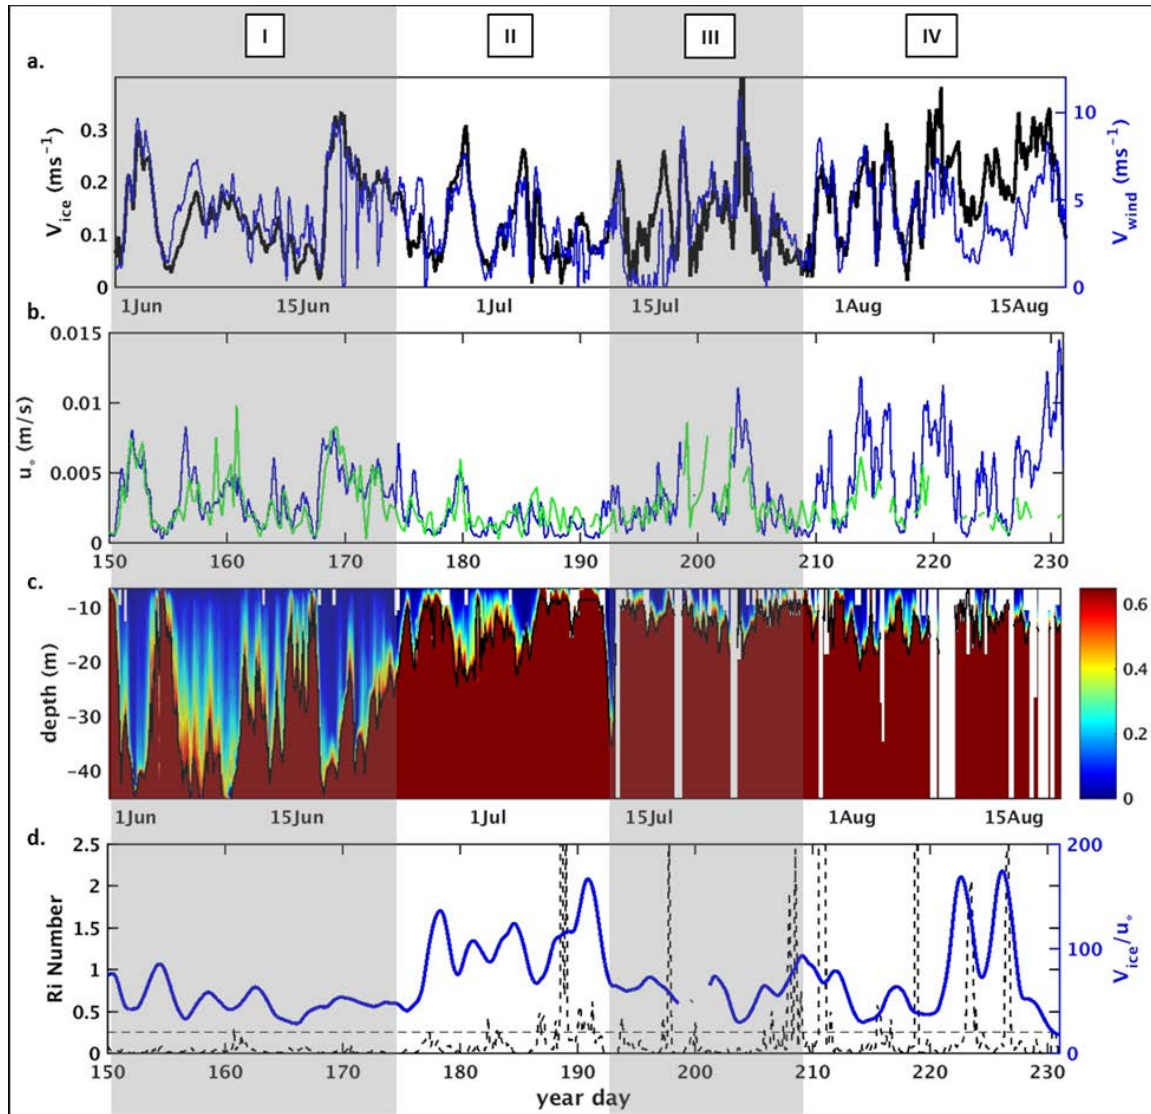 I II III IV
a.
V_ice (ms⁻¹)
0.3
0.2
0.1
0
10
5
0
V_wind (ms⁻¹)
1Jun 15Jun 1Jul 15Jul 1Aug 15Aug
b.
u* (m/s)
0.015
0.01
0.005
0
150 160 170 180 190 200 210 220 230
c.
depth (m)
-10
-20
-30
-40
0.6
0.4
0.2
0
1Jun 15Jun 1Jul 15Jul 1Aug 15Aug
d.
Ri Number
2.5
2
1.5
1
0.5
0
200
100
0
V_ice/u*
150 160 170 180 190 200 210 220 230
year day